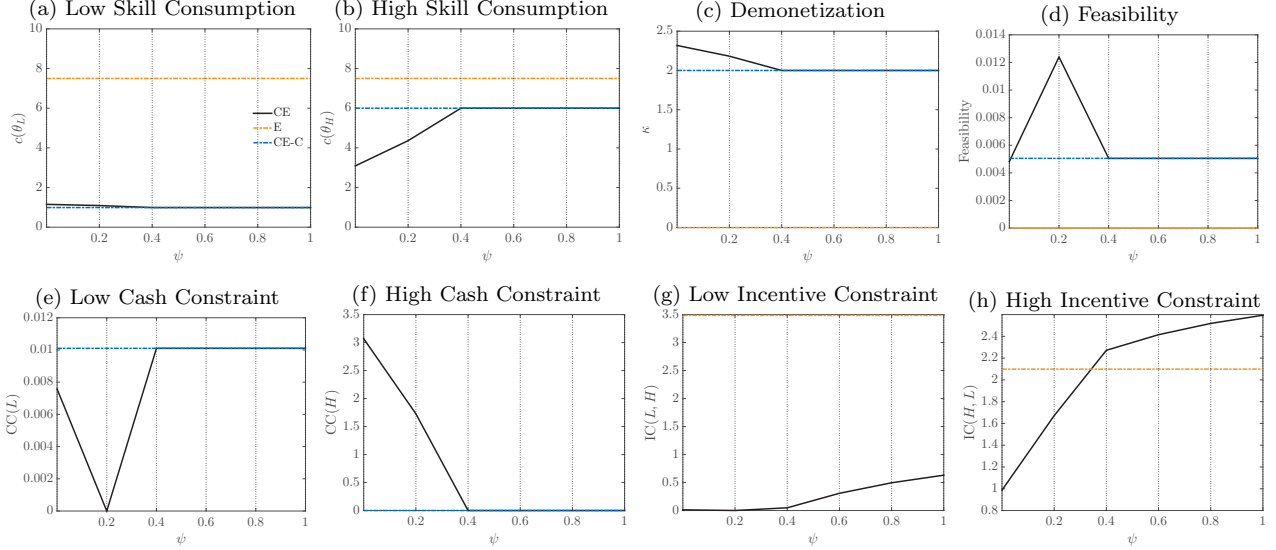 (a) Low Skill Consumption
10
8
6
4
2
0
c(θ_L)
0.2 0.4 0.6 0.8 1
ψ
CE
E
CE-C
(b) High Skill Consumption
10
8
6
4
2
0
c(θ_H)
0.2 0.4 0.6 0.8 1
ψ
(c) Demonetization
2.5
2
1.5
1
0.5
0
κ
0.2 0.4 0.6 0.8 1
ψ
(d) Feasibility
0.014
0.012
0.01
0.008
0.006
0.004
0.002
0
Feasibility
0.2 0.4 0.6 0.8 1
ψ
(e) Low Cash Constraint
0.012
0.01
0.008
0.006
0.004
0.002
0
CC(L)
0.2 0.4 0.6 0.8 1
ψ
(f) High Cash Constraint
3.5
3
2.5
2
1.5
1
0.5
0
CC(H)
0.2 0.4 0.6 0.8 1
ψ
(g) Low Incentive Constraint
3.5
3
2.5
2
1.5
1
0.5
0
IC(L, H)
0.2 0.4 0.6 0.8 1
ψ
(h) High Incentive Constraint
2.6
2.4
2.2
2
1.8
1.6
1.4
1.2
1
0.8
IC(H, L)
0.2 0.4 0.6 0.8 1
ψ